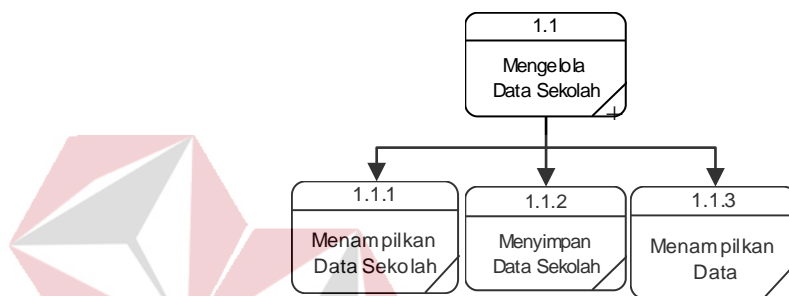 1.1
Mengelola
Data Sekolah
1.1.1
Menampilkan
Data Sekolah
1.1.2
Menyimpan
Data Sekolah
1.1.3
Menampilkan
Data